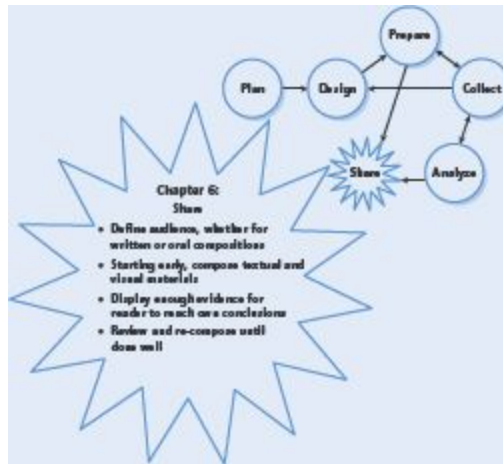 Prepare
Plan
Design
Collect
Share
Analyze
Chapter 6:
Share
• Define audience, whether for
written or oral compositions
• Starting early, compose textual and
visual materials
• Display enough evidence for
reader to reach own conclusions
• Review and re-compose until
done well